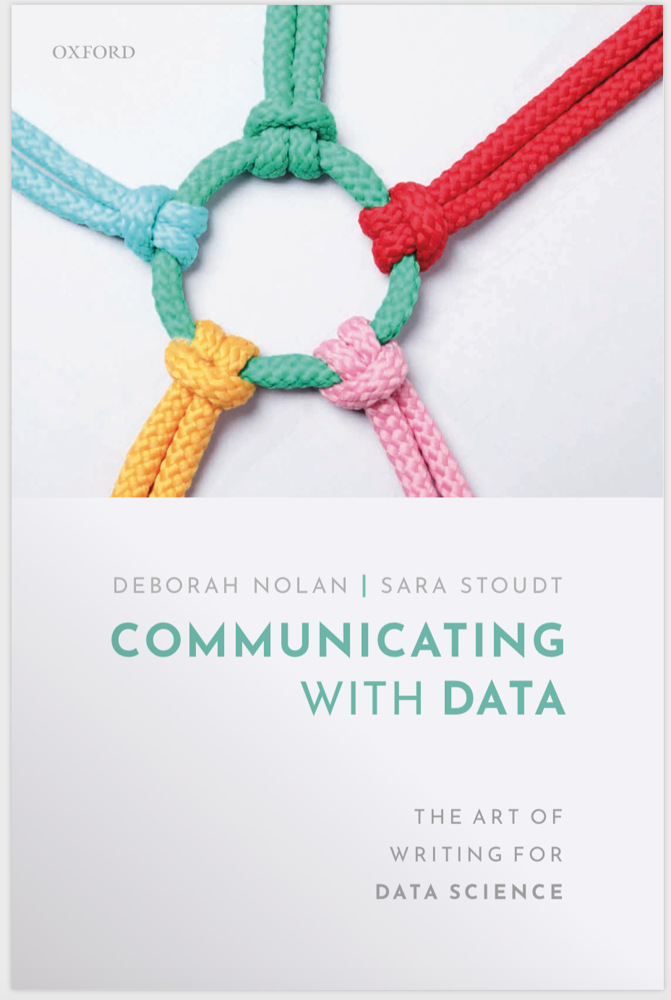 OXFORD
DEBORAH NOLAN | SARA STOUDT
COMMUNICATING
WITH DATA
THE ART OF
WRITING FOR
DATA SCIENCE